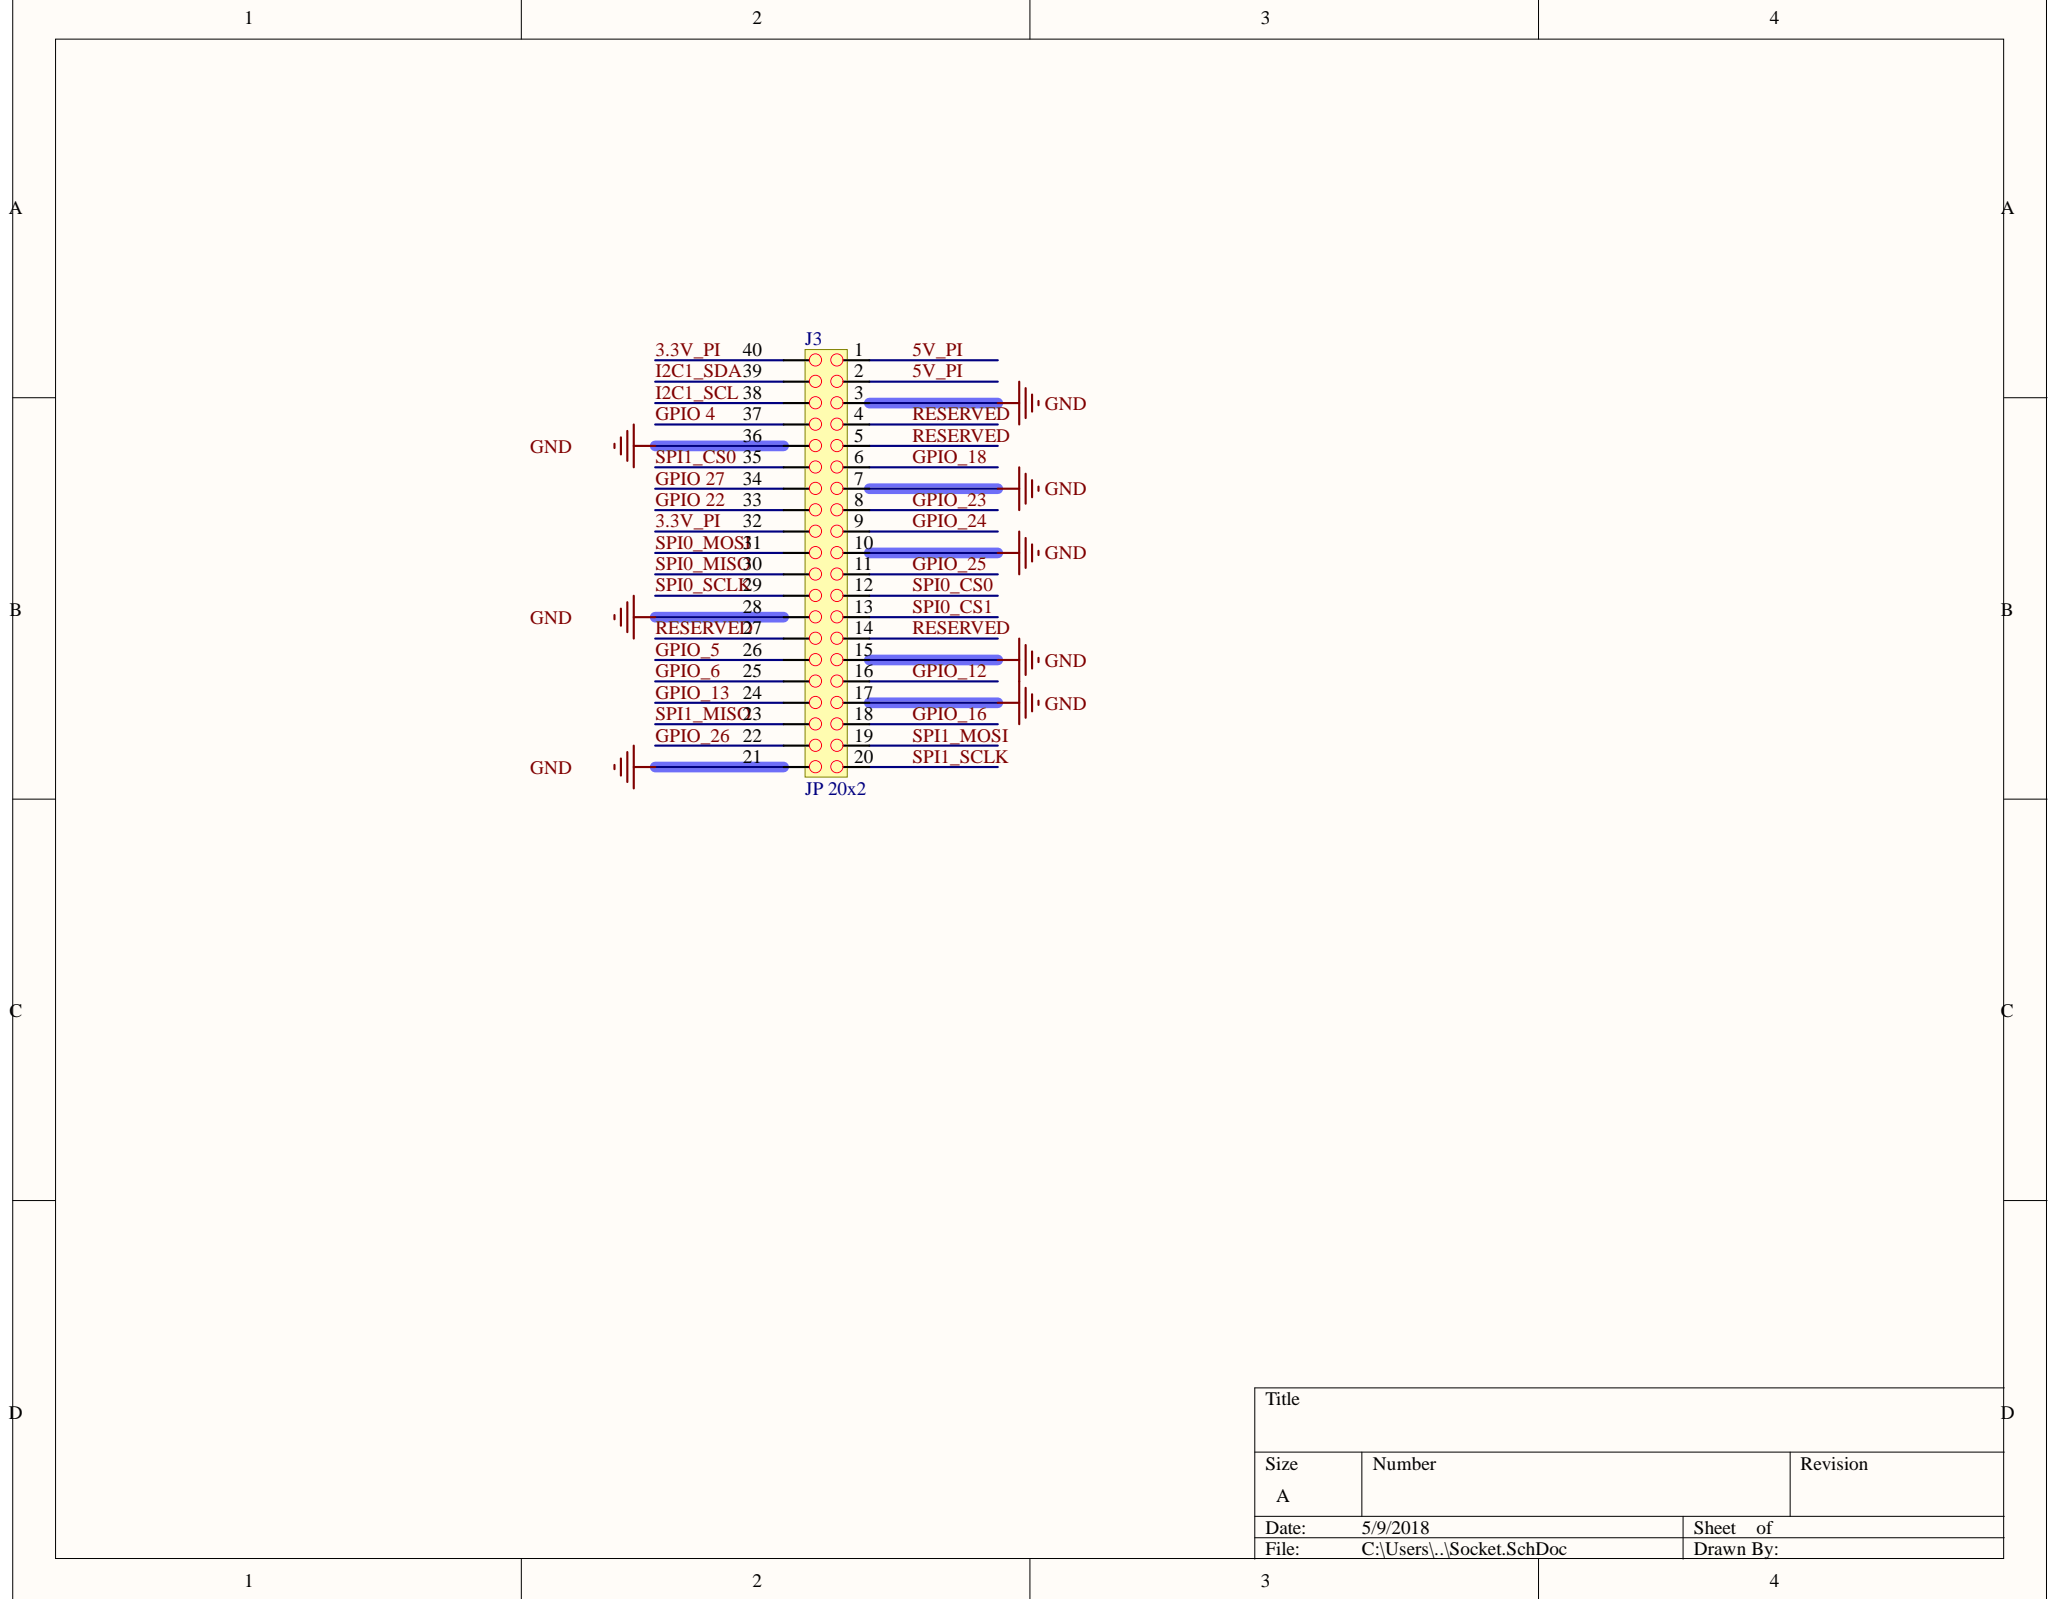 1 2 3 4
A A
J3
3.3V_PI 40 1 5V_PI
I2C1_SDA 39 2 5V_PI
I2C1_SCL 38 3 GND
GPIO 4 37 4 RESERVED
GND 36 5 RESERVED
SPI1_CS0 35 6 GPIO_18
GPIO 27 34 7 GND
GPIO 22 33 8 GPIO_23
3.3V_PI 32 9 GPIO_24
SPI0_MOSI 31 10 GND
SPI0_MISO 30 11 GPIO_25
SPI0_SCLK 29 12 SPI0_CS0
B GND 28 13 SPI0_CS1 B
RESERVED 27 14 RESERVED
GPIO_5 26 15 GND
GPIO_6 25 16 GPIO_12
GPIO_13 24 17 GND
SPI1_MISO 23 18 GPIO_16
GPIO_26 22 19 SPI1_MOSI
GND 21 20 SPI1_SCLK
JP 20x2
C C
D D
Title
Size Number Revision
A
Date: 5/9/2018 Sheet of
File: C:\Users\..\Socket.SchDoc Drawn By:
1 2 3 4